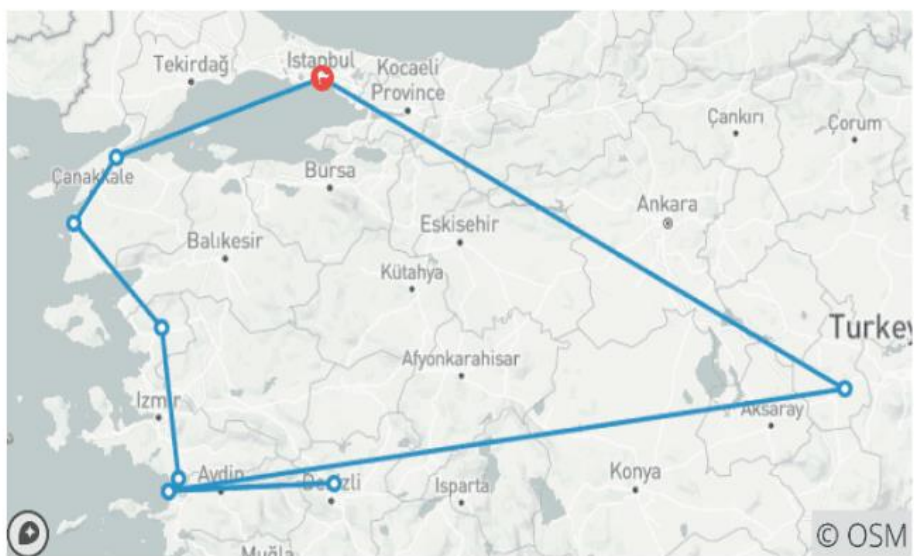 Istanbul
Tekirdağ
Kocaeli
Province
Çankırı
Çorum
Çanakkale
Bursa
Ankara
Eskisehir
Balıkesir
Kütahya
Turkey
Afyonkarahisar
Izmir
Aksaray
Aydin
Denizli
Isparta
Konya
Muğla
© OSM